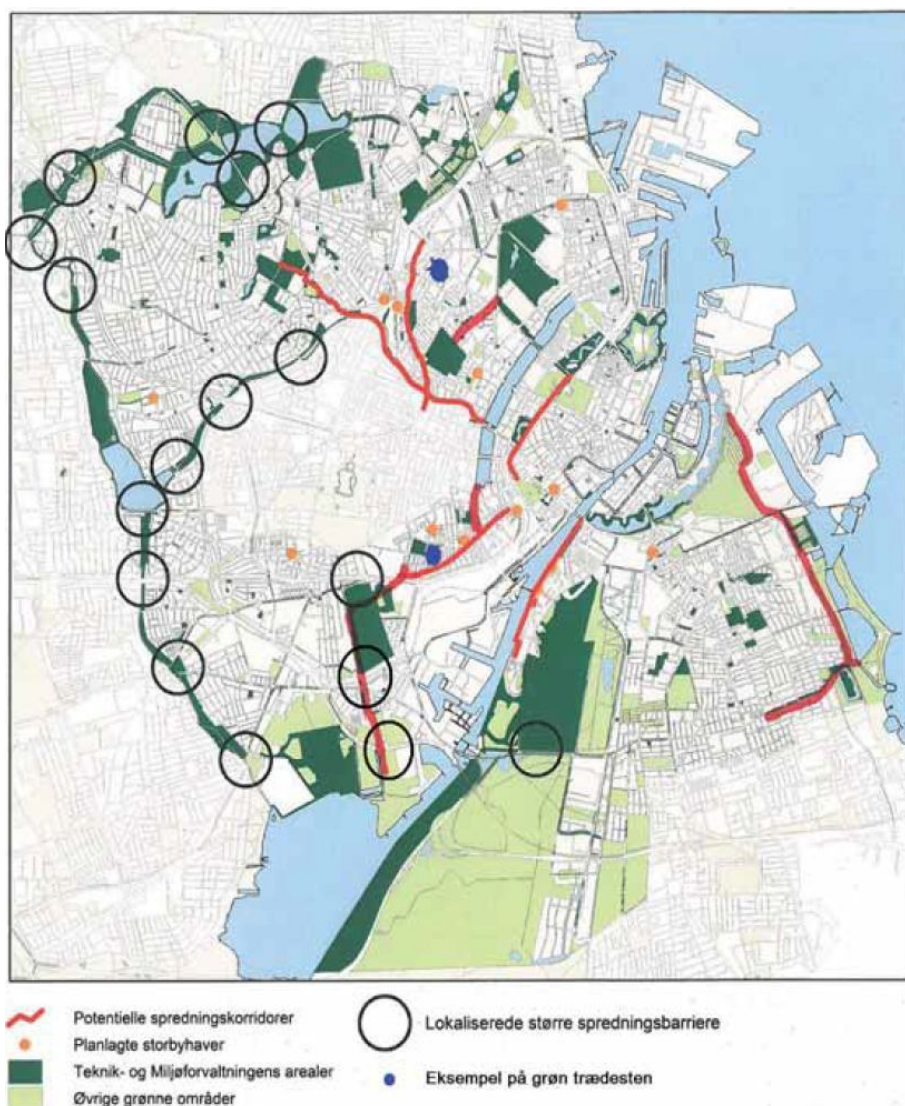 Potentielle spredningskorridorer
Planlagte storbyhaver
Teknik- og Miljøforvaltningens arealer
Øvrige grønne områder
Lokaliserede større spredningsbarriere
Eksempel på grøn trædesten